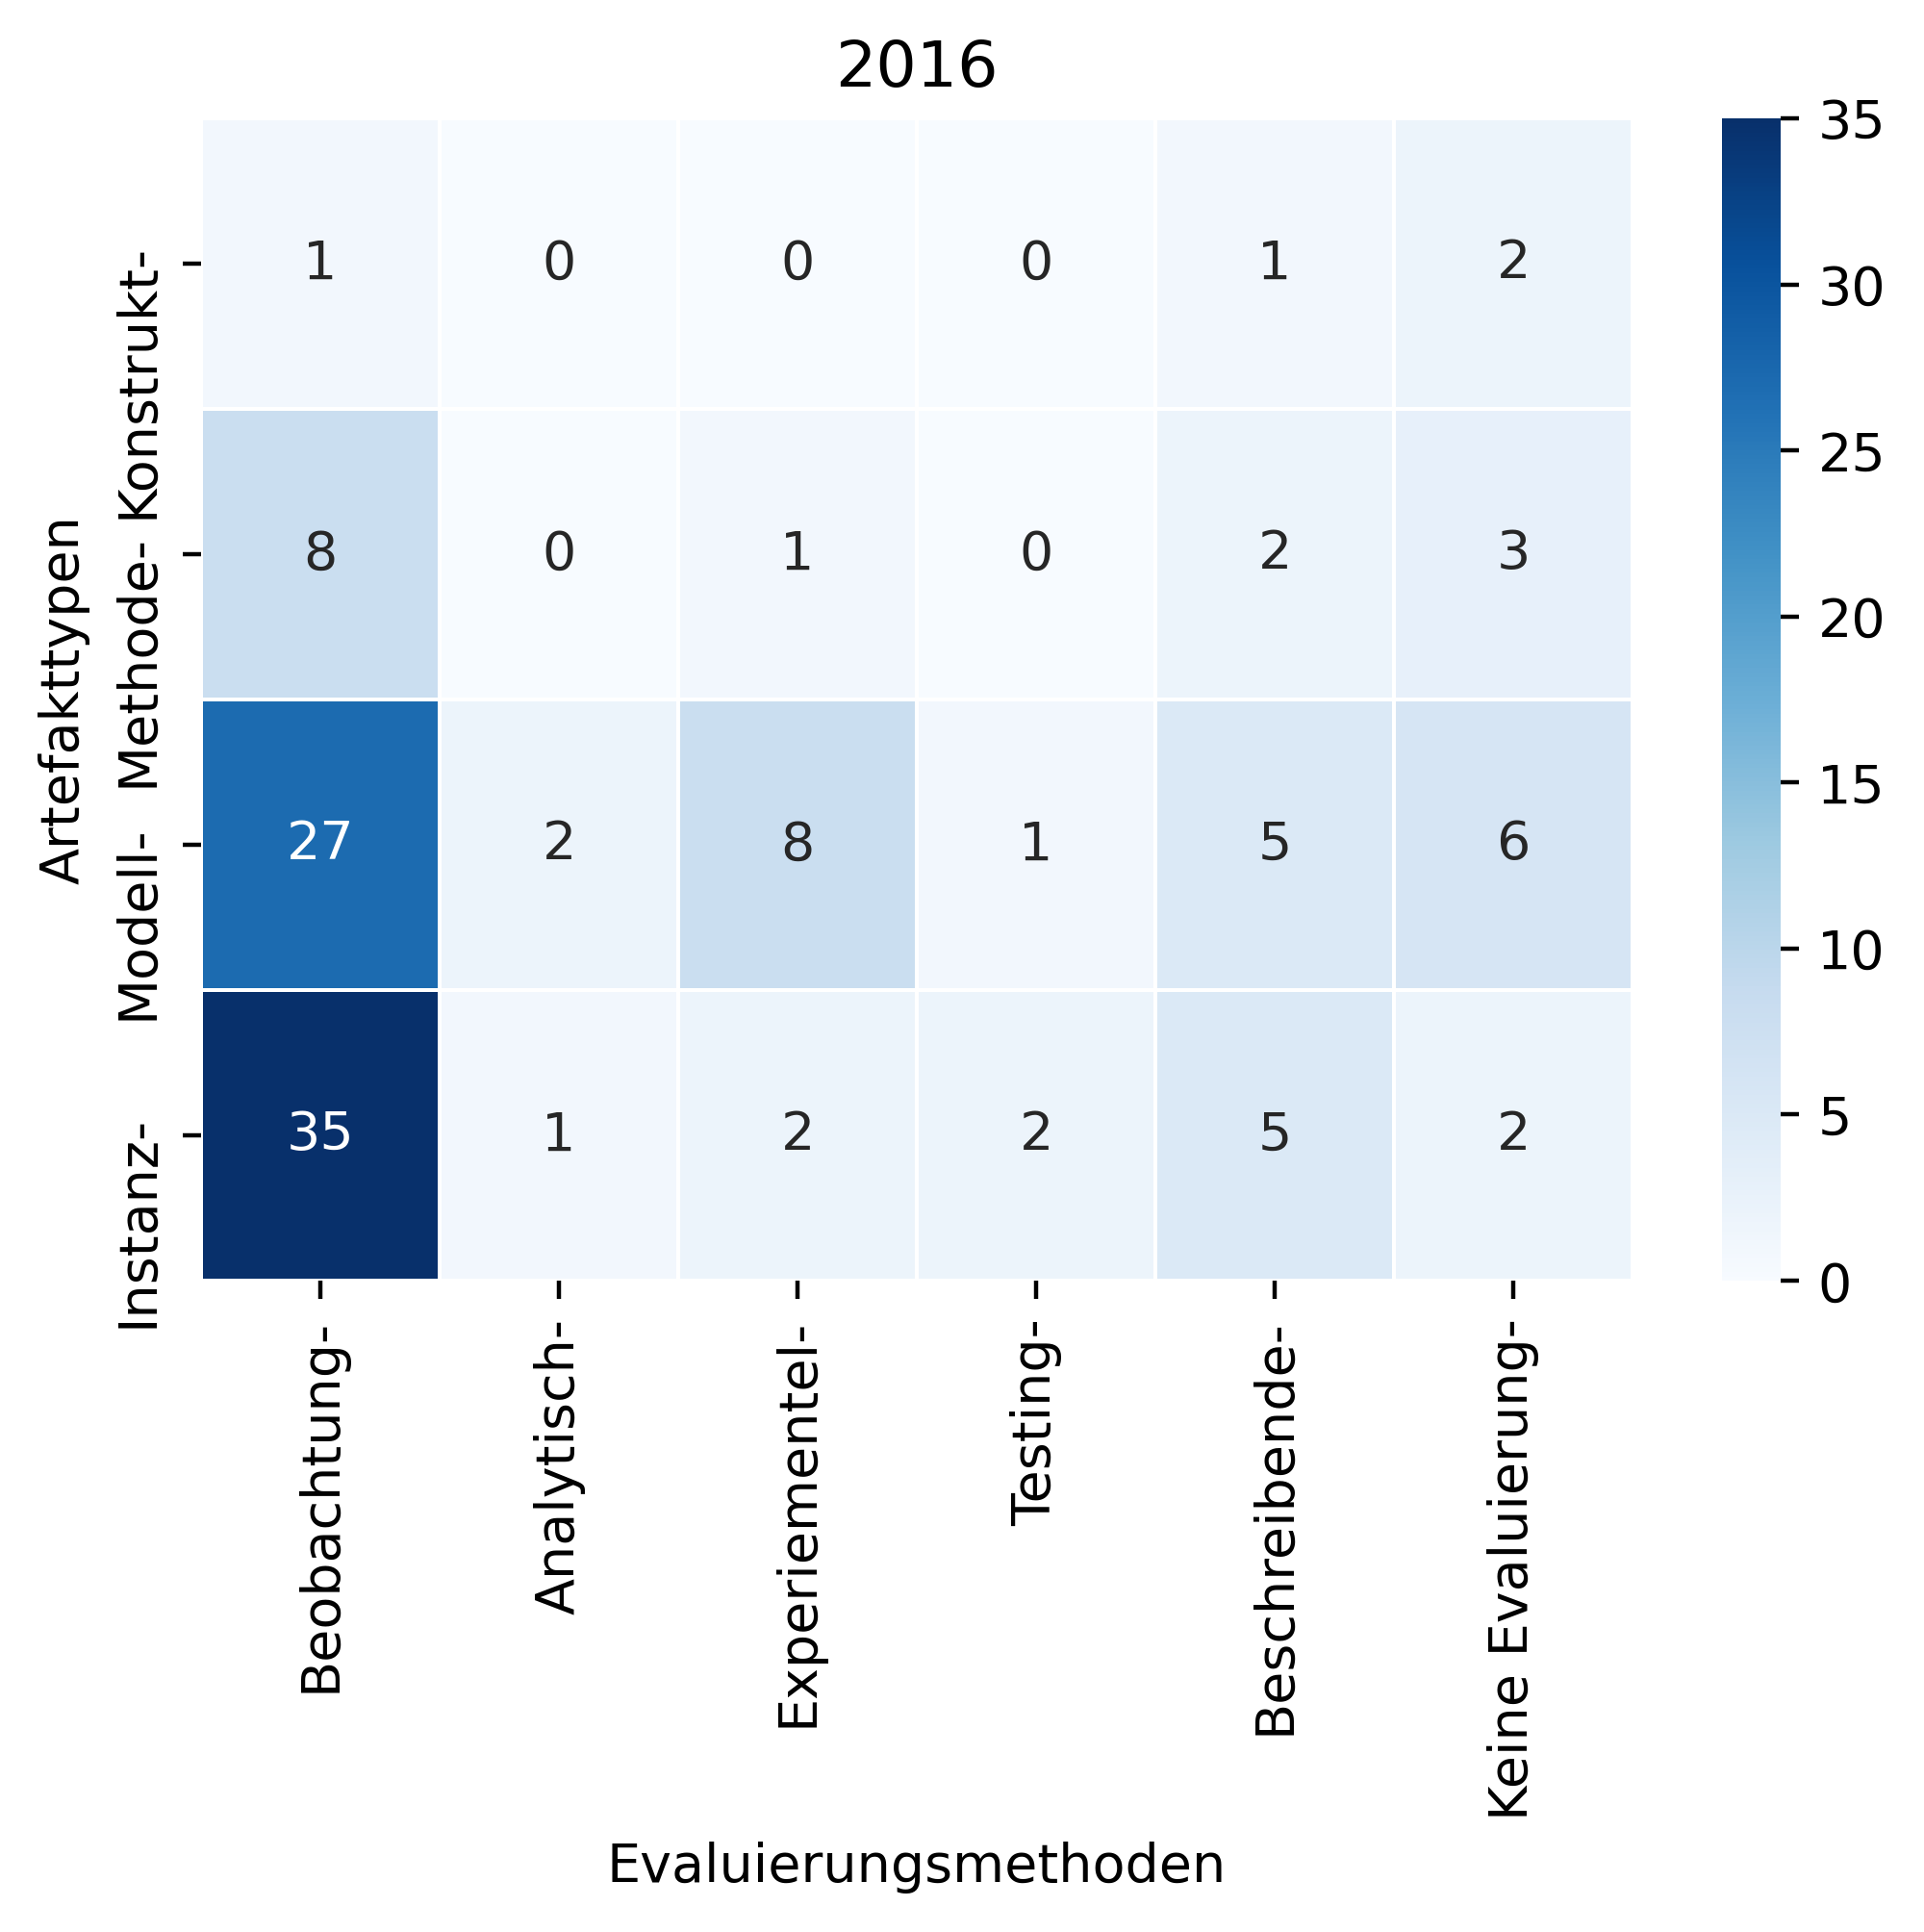 2016
Artefakttypen
Konstrukt-
1 0 0 0 1 2
Methode-
8 0 1 0 2 3
Modell-
27 2 8 1 5 6
Instanz-
35 1 2 2 5 2
Beobachtung-
Analytisch-
Experiementel-
Testing-
Beschreibende-
Keine Evaluierung-
Evaluierungsmethoden
35
30
25
20
15
10
5
0